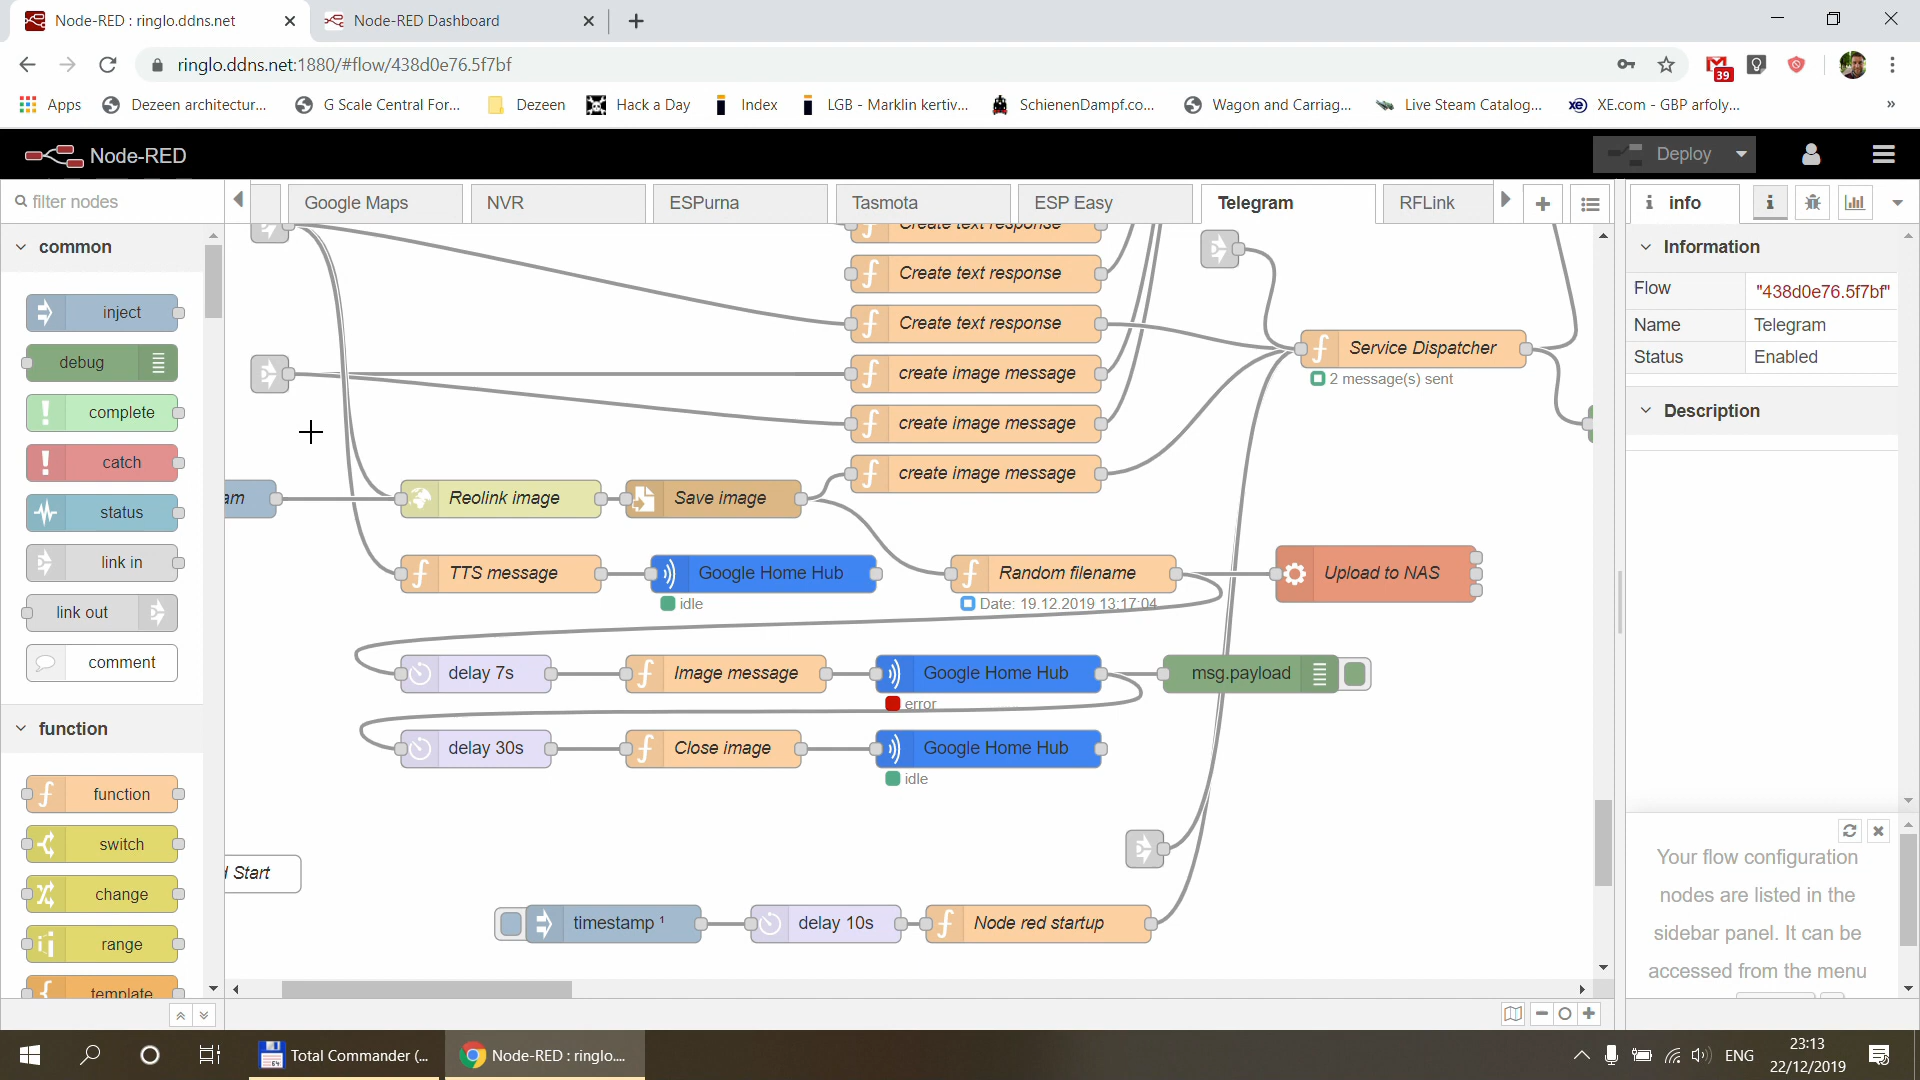 Node-RED : ringlo.ddns.net
Node-RED Dashboard
ringlo.ddns.net:1880/#flow/438d0e76.5f7bf
39
Apps
Dezeen architectur...
G Scale Central For...
Dezeen
Hack a Day
Index
LGB - Marklin kertiv...
SchienenDampf.co...
Wagon and Carriag...
Live Steam Catalog...
xe
XE.com - GBP arfoly...
Node-RED
Deploy
filter nodes
Google Maps
NVR
ESPurna
Tasmota
ESP Easy
Telegram
RFLink
info
common
inject
debug
complete
catch
status
link in
link out
comment
function
function
switch
change
range
template
Create text response
Create text response
Create text response
create image message
create image message
create image message
Service Dispatcher
2 message(s) sent
am
Reolink image
Save image
TTS message
Google Home Hub
idle
Random filename
Date: 19.12.2019 13:17:04
Upload to NAS
delay 7s
Image message
Google Home Hub
error
msg.payload
delay 30s
Close image
Google Home Hub
idle
d Start
timestamp ¹
delay 10s
Node red startup
Information
Flow
"438d0e76.5f7bf"
Name
Telegram
Status
Enabled
Description
Your flow configuration
nodes are listed in the
sidebar panel. It can be
accessed from the menu
64
Total Commander (...
Node-RED : ringlo....
ENG
23:13
22/12/2019